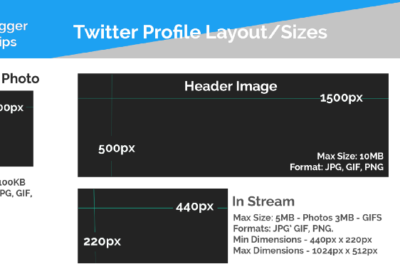 gger
ips
Twitter Profile Layout/Sizes
Photo
00px
100KB
PG, GIF,
Header Image
1500px
500px
Max Size: 10MB
Format: JPG, GIF, PNG
440px
220px
In Stream
Max Size: 5MB - Photos 3MB - GIFS
Formats: JPG' GIF, PNG.
Min Dimensions - 440px x 220px
Max Dimensions - 1024px x 512px